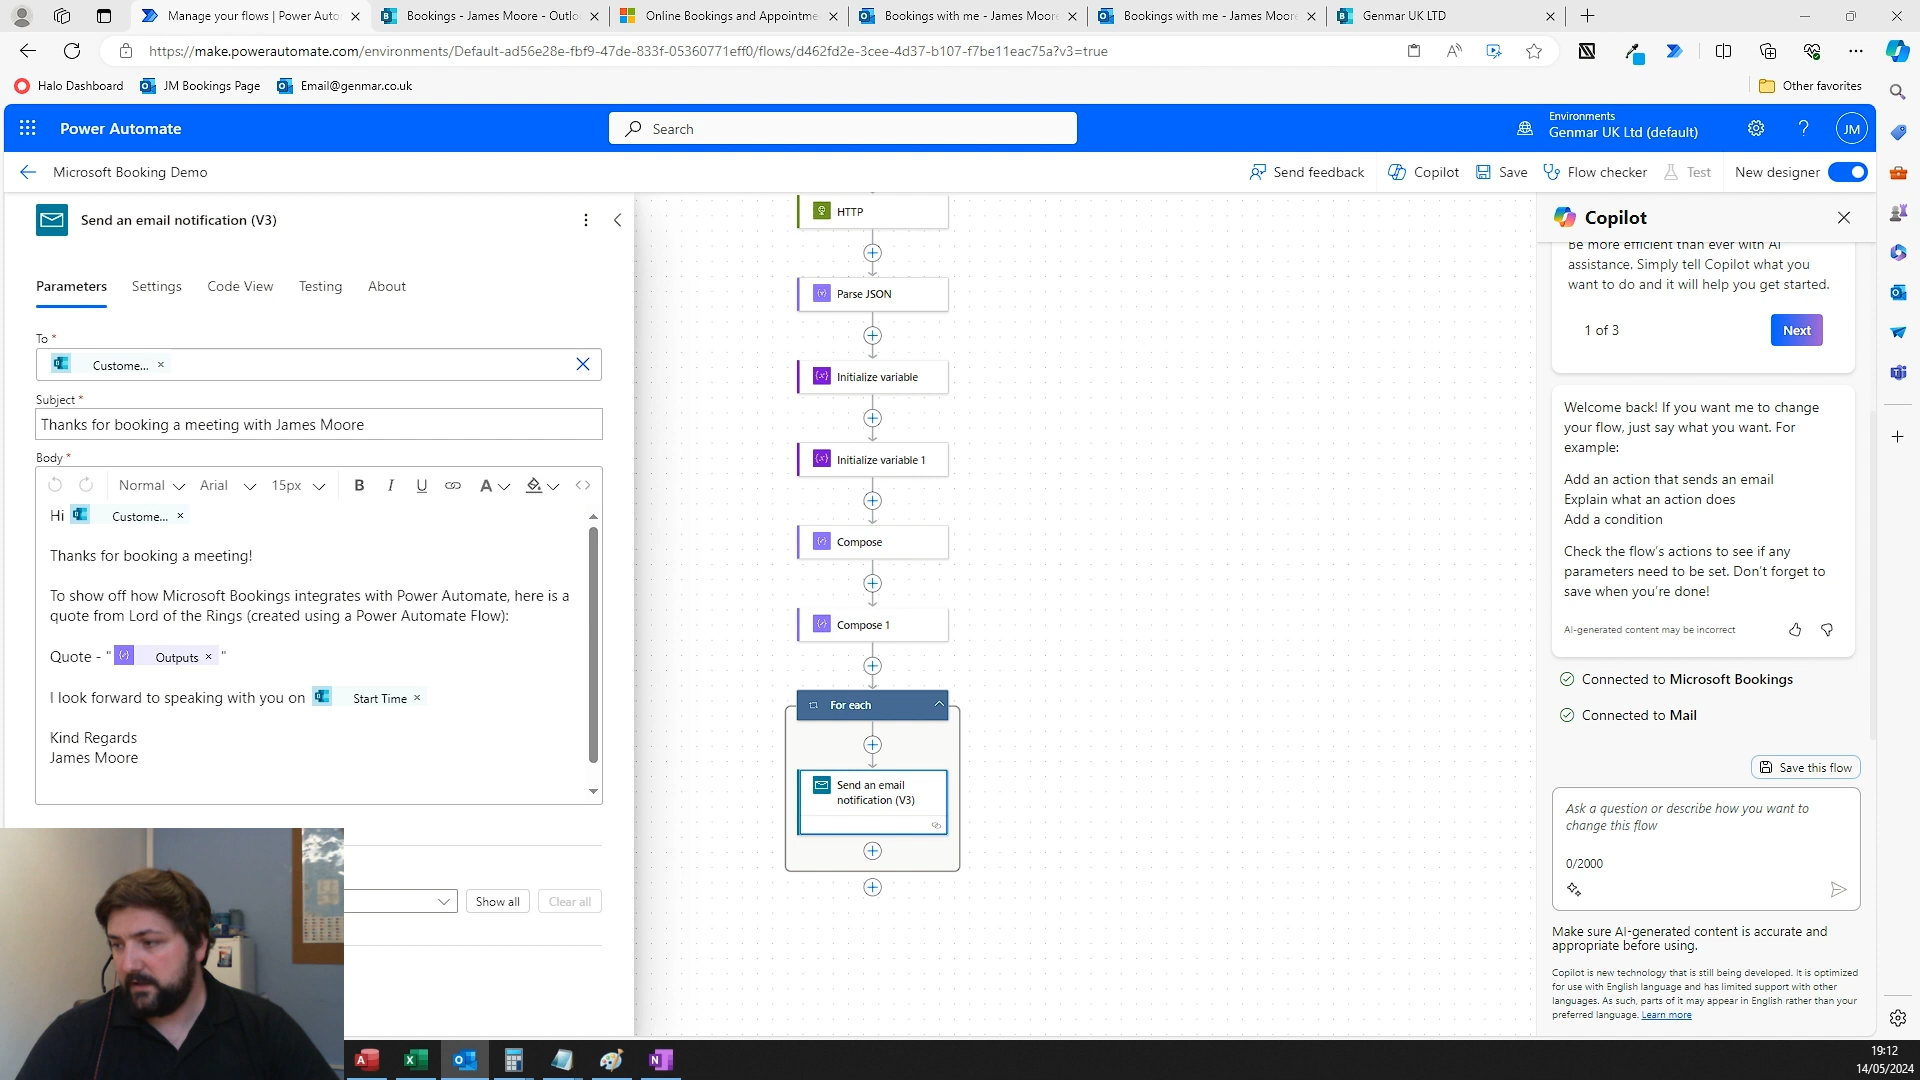 Manage your flows | Power Auto
Bookings - James Moore - Outlo
Online Bookings and Appointme
Bookings with me - James Moore
Bookings with me - James Moore
Genmar UK LTD
https://make.powerautomate.com/environments/Default-ad56e28e-fbf9-47de-833f-05360771eff0/flows/d462fd2e-3cee-4d37-b107-f7be11eac75a?v3=true
Halo Dashboard
JM Bookings Page
Email@genmar.co.uk
Other favorites
Power Automate
Search
Environments
Genmar UK Ltd (default)
JM
Microsoft Booking Demo
Send feedback
Copilot
Save
Flow checker
Test
New designer
Send an email notification (V3)
Parameters
Settings
Code View
Testing
About
To *
Custome...
Subject *
Thanks for booking a meeting with James Moore
Body *
Normal
Arial
15px
B
I
U
A
Hi Custome...
Thanks for booking a meeting!
To show off how Microsoft Bookings integrates with Power Automate, here is a
quote from Lord of the Rings (created using a Power Automate Flow):
Quote - " Outputs "
I look forward to speaking with you on Start Time
Kind Regards
James Moore
Show all
Clear all
HTTP
Parse JSON
Initialize variable
Initialize variable 1
Compose
Compose 1
For each
Send an email
notification (V3)
Copilot
Be more efficient than ever with AI
assistance. Simply tell Copilot what you
want to do and it will help you get started.
1 of 3
Next
Welcome back! If you want me to change
your flow, just say what you want. For
example:
Add an action that sends an email
Explain what an action does
Add a condition
Check the flow's actions to see if any
parameters need to be set. Don't forget to
save when you're done!
AI-generated content may be incorrect
Connected to Microsoft Bookings
Connected to Mail
Save this flow
Ask a question or describe how you want to
change this flow
0/2000
Make sure AI-generated content is accurate and
appropriate before using.
Copilot is new technology that is still being developed. It is optimized
for use with English language and has limited support with other
languages. As such, parts of it may appear in English rather than your
preferred language. Learn more
19:12
14/05/2024